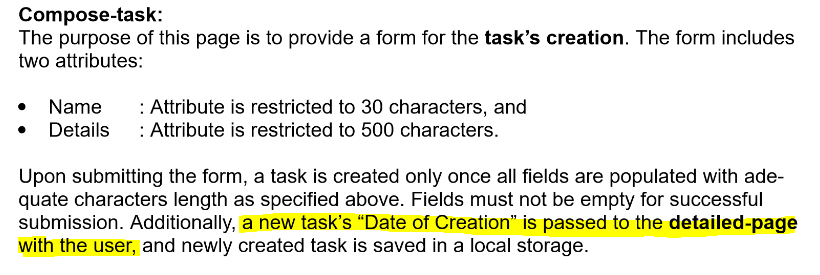 Compose-task:
The purpose of this page is to provide a form for the task’s creation. The form includes
two attributes:
• Name : Attribute is restricted to 30 characters, and
• Details : Attribute is restricted to 500 characters.
Upon submitting the form, a task is created only once all fields are populated with ade-
quate characters length as specified above. Fields must not be empty for successful
submission. Additionally, a new task’s “Date of Creation” is passed to the detailed-page
with the user, and newly created task is saved in a local storage.